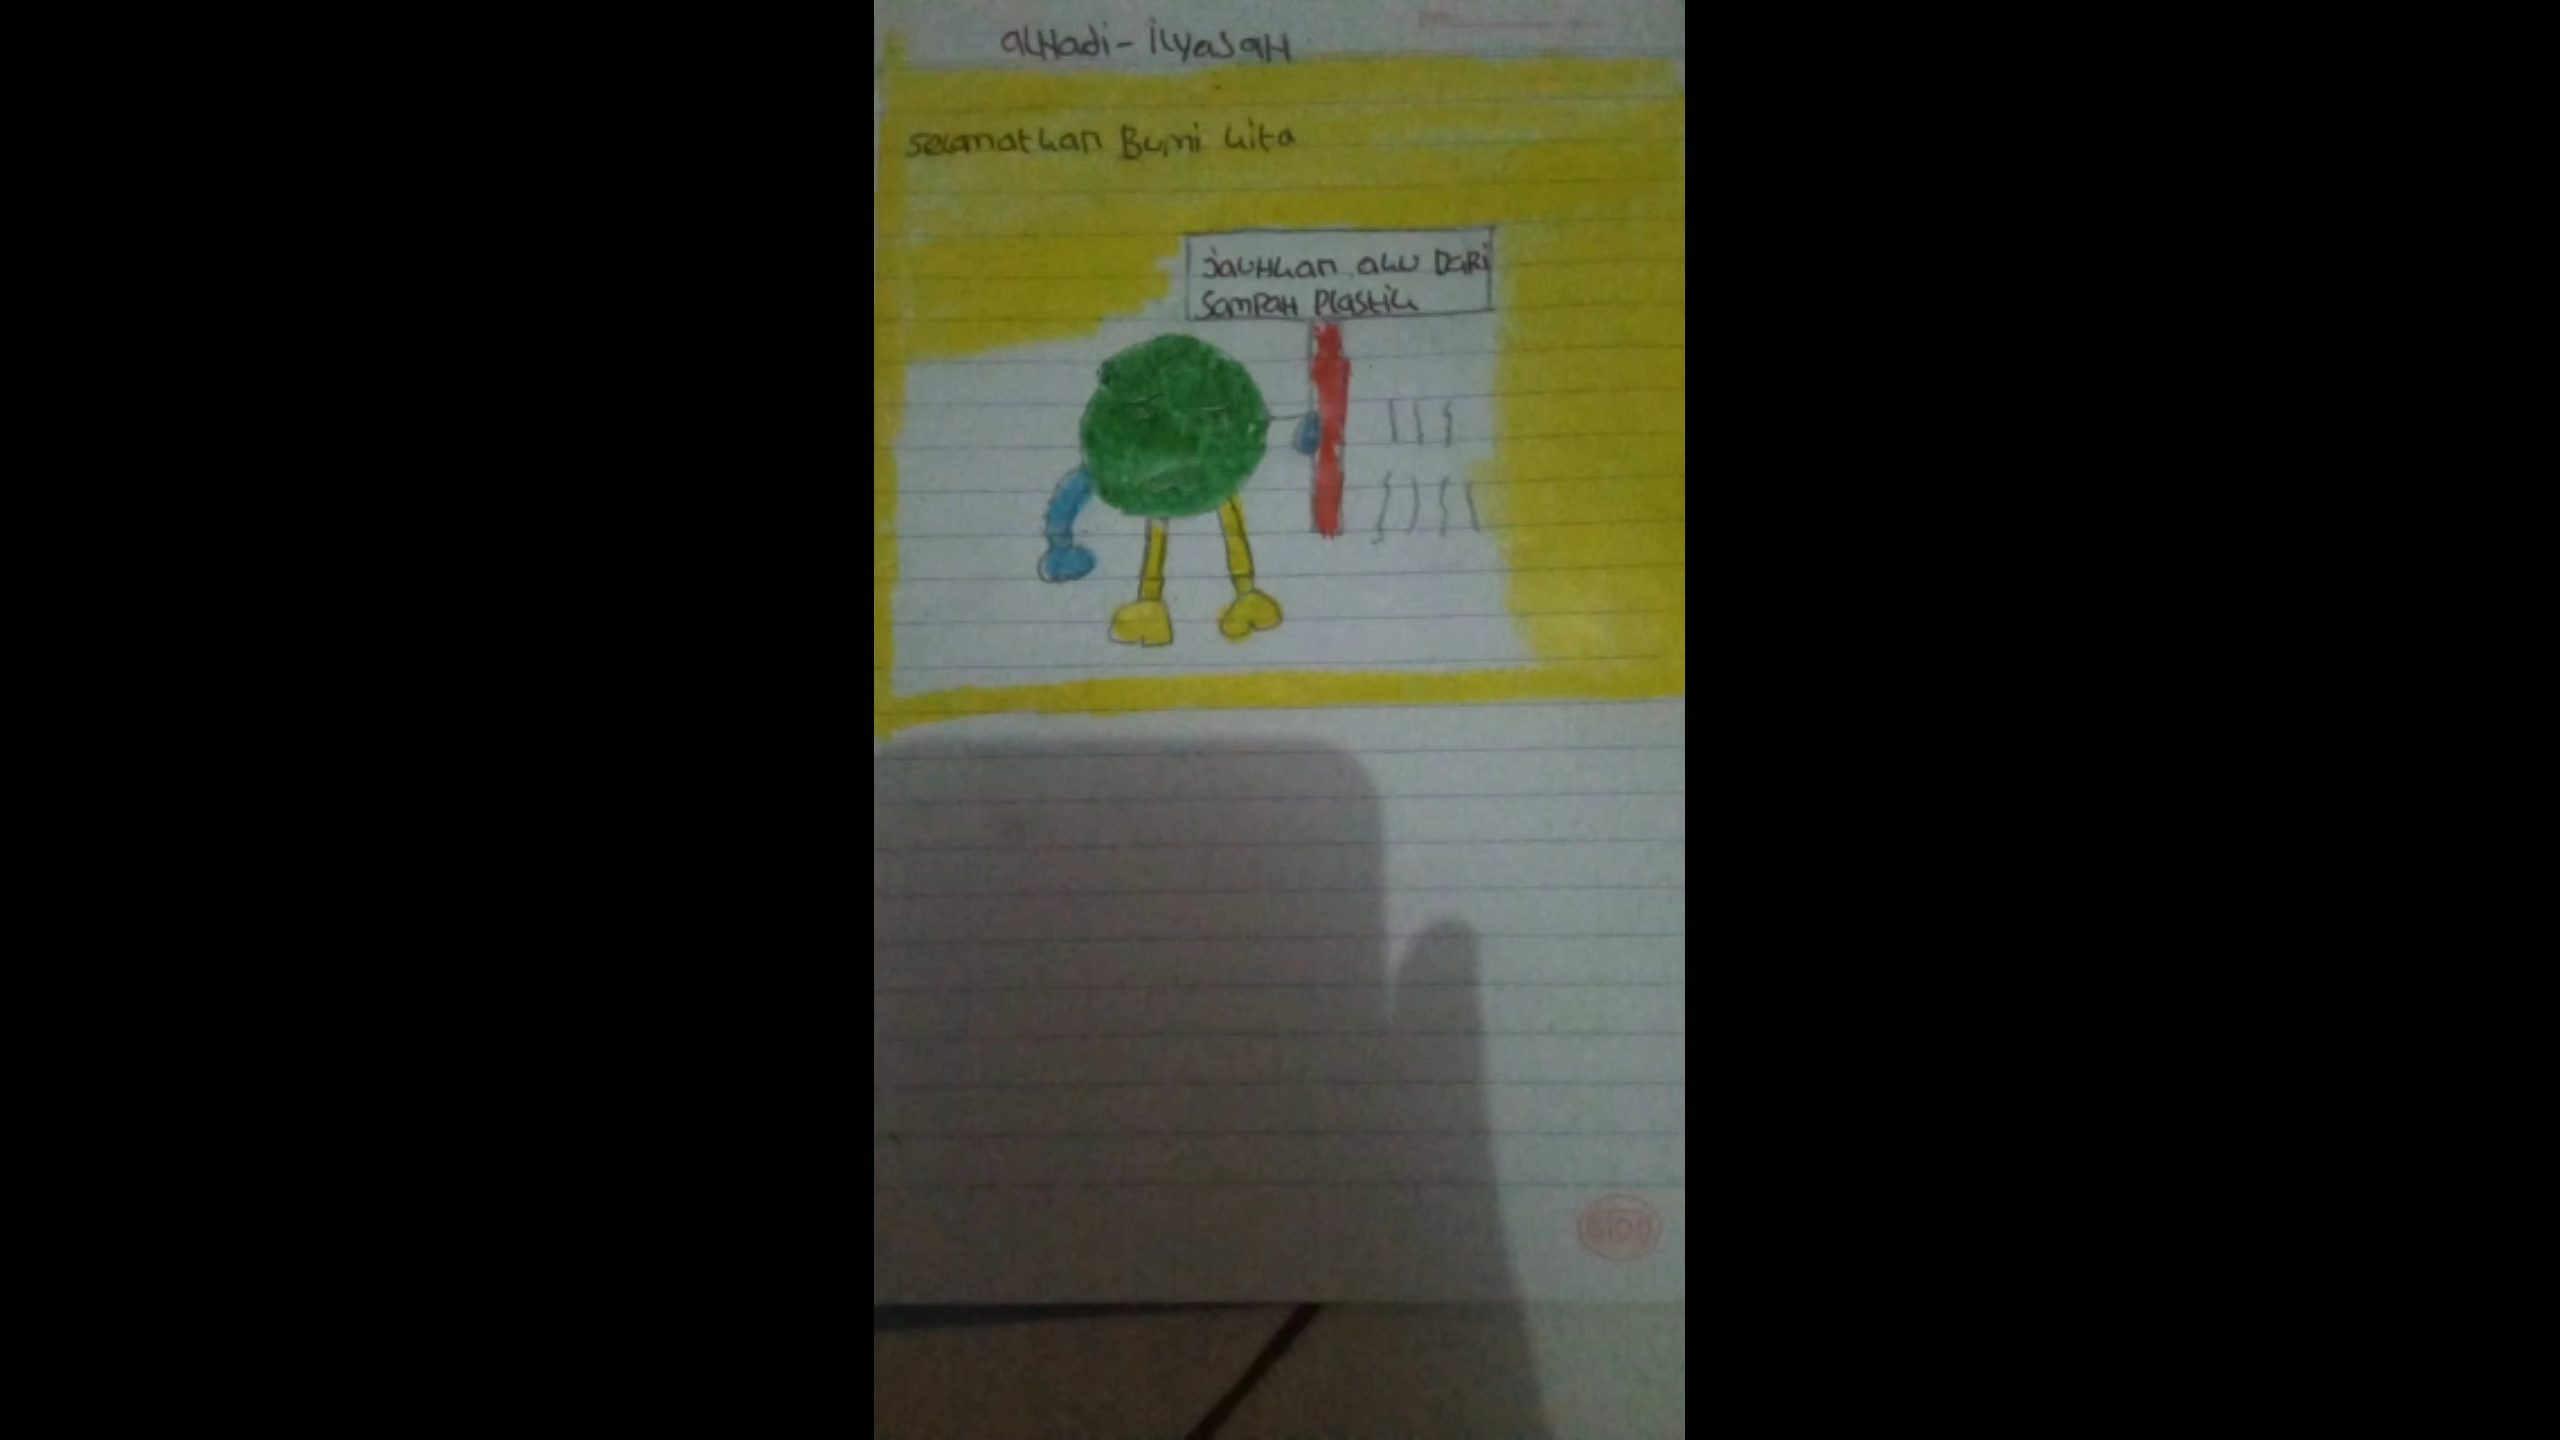 alHadi - ilyasaH
selamatkan Bumi kita
jauHkan aku DaRi
SamPaH Plastik